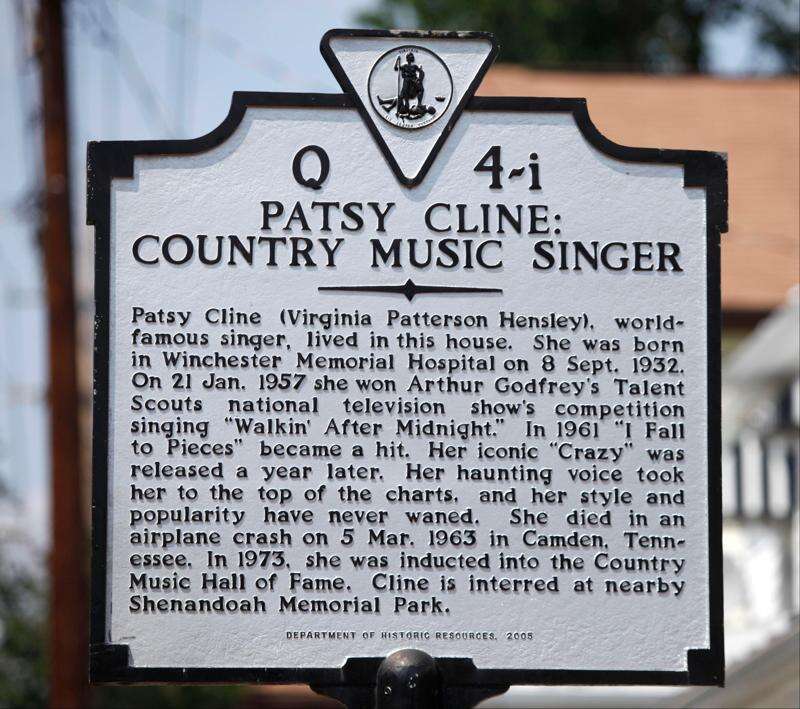 Q 4-i
PATSY CLINE:
COUNTRY MUSIC SINGER
Patsy Cline (Virginia Patterson Hensley), world-
famous singer, lived in this house. She was born
in Winchester Memorial Hospital on 8 Sept. 1932.
On 21 Jan. 1957 she won Arthur Godfrey's Talent
Scouts national television show's competition
singing "Walkin' After Midnight." In 1961 "I Fall
to Pieces" became a hit. Her iconic "Crazy" was
released a year later. Her haunting voice took
her to the top of the charts, and her style and
popularity have never waned. She died in an
airplane crash on 5 Mar. 1963 in Camden, Tenn-
essee. In 1973, she was inducted into the Country
Music Hall of Fame. Cline is interred at nearby
Shenandoah Memorial Park.
DEPARTMENT OF HISTORIC RESOURCES, 2005